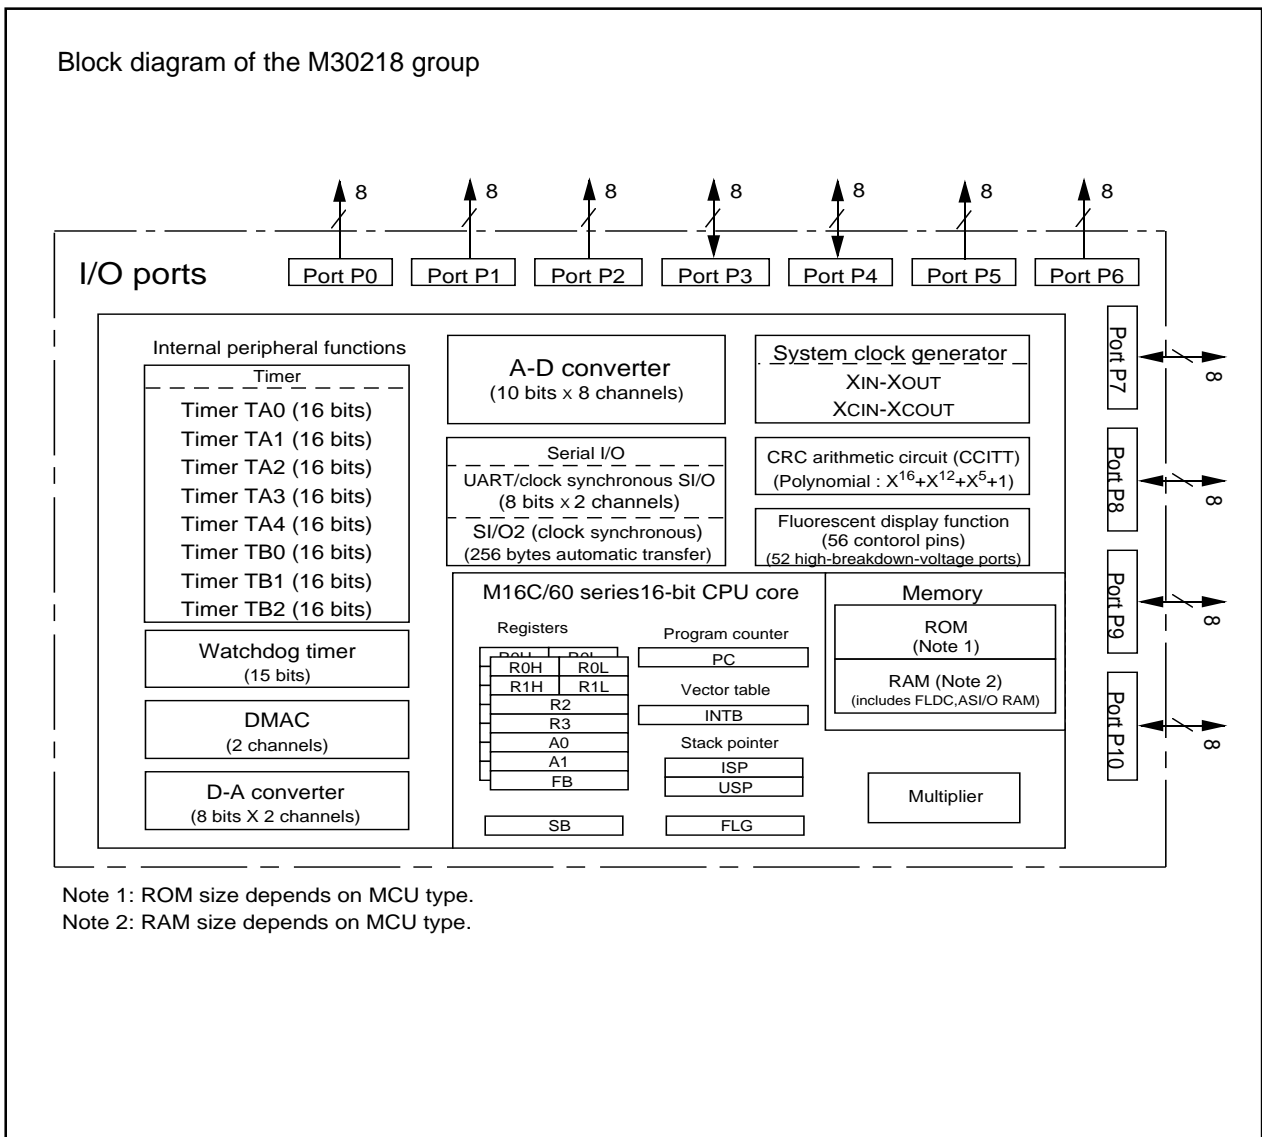 Block diagram of the M30218 group
8 8 8 8 8 8 8
I/O ports
Port P0 Port P1 Port P2 Port P3 Port P4 Port P5 Port P6
Port P7
8
Port P8
8
Port P9
8
Port P10
8
Internal peripheral functions
Timer
Timer TA0 (16 bits)
Timer TA1 (16 bits)
Timer TA2 (16 bits)
Timer TA3 (16 bits)
Timer TA4 (16 bits)
Timer TB0 (16 bits)
Timer TB1 (16 bits)
Timer TB2 (16 bits)
Watchdog timer
(15 bits)
DMAC
(2 channels)
D-A converter
(8 bits X 2 channels)
A-D converter
(10 bits x 8 channels)
Serial I/O
UART/clock synchronous SI/O
(8 bits x 2 channels)
SI/O2 (clock synchronous)
(256 bytes automatic transfer)
System clock generator
XIN-XOUT
XCIN-XCOUT
CRC arithmetic circuit (CCITT)
(Polynomial : X16+X12+X5+1)
Fluorescent display function
(56 contorol pins)
(52 high-breakdown-voltage ports)
M16C/60 series16-bit CPU core
Registers
R0H R0L
R0H R0L
R1H R1L
R2
R3
A0
A1
FB
SB
Program counter
PC
Vector table
INTB
Stack pointer
ISP
USP
FLG
Memory
ROM
(Note 1)
RAM (Note 2)
(includes FLDC,ASI/O RAM)
Multiplier
Note 1: ROM size depends on MCU type.
Note 2: RAM size depends on MCU type.